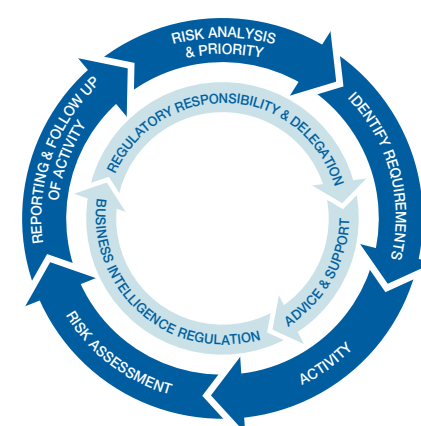 RISK ANALYSIS
& PRIORITY
IDENTIFY REQUIREMENTS
ACTIVITY
RISK ASSESSMENT
REPORTING & FOLLOW UP
OF ACTIVITY
REGULATORY RESPONSIBILITY & DELEGATION
ADVICE & SUPPORT
BUSINESS INTELLIGENCE REGULATION